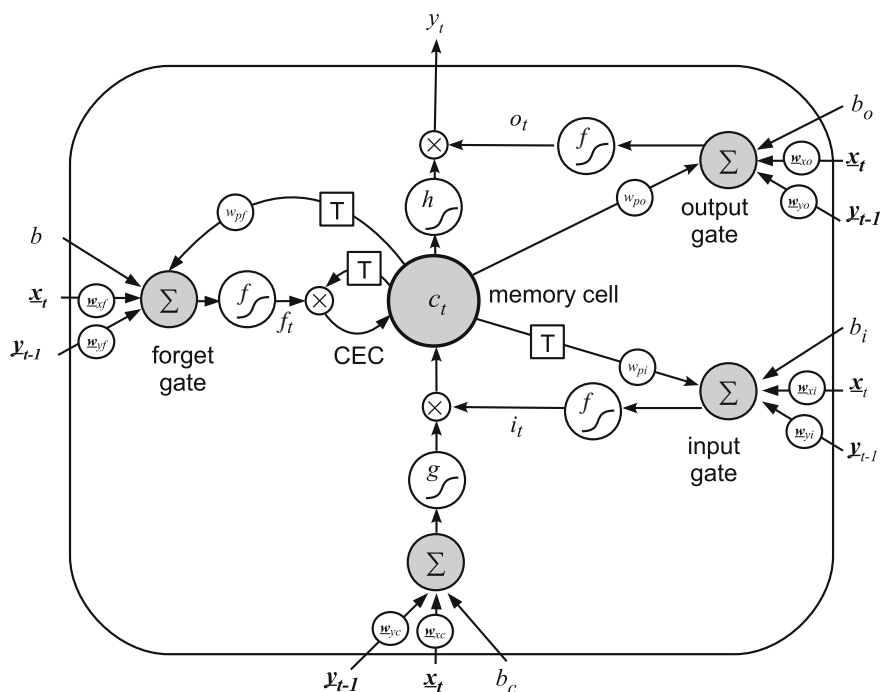 y_t
b_o
o_t
f
Σ
w_xo
x_t
×
w_po
w_yo
y_t-1
h
output
gate
w_pf
T
b
T
c_t
memory cell
x_t
w_xf
Σ
f
×
f_t
y_t-1
w_yf
forget
gate
CEC
T
b_i
w_pi
Σ
w_xi
x_t
f
×
i_t
w_yi
y_t-1
input
gate
g
Σ
w_yc
w_xc
y_t-1
x_t
b_c